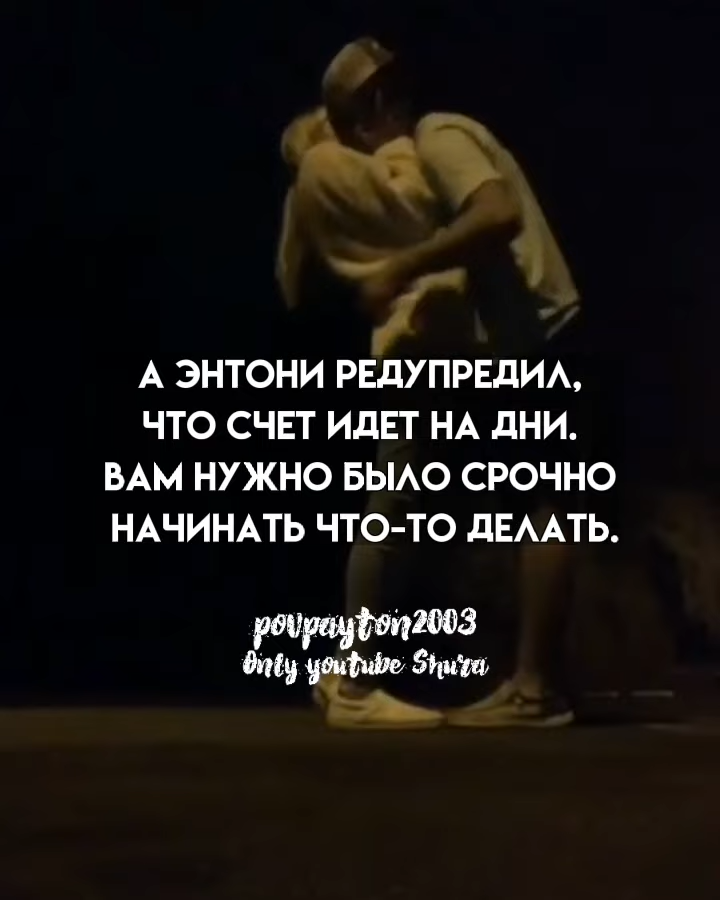 А ЭНТОНИ РЕДУПРЕДИЛ,
ЧТО СЧЕТ ИДЕТ НА ДНИ.
ВАМ НУЖНО БЫЛО СРОЧНО
НАЧИНАТЬ ЧТО-ТО ДЕЛАТЬ.
povpayton2003
Only youtube Shura